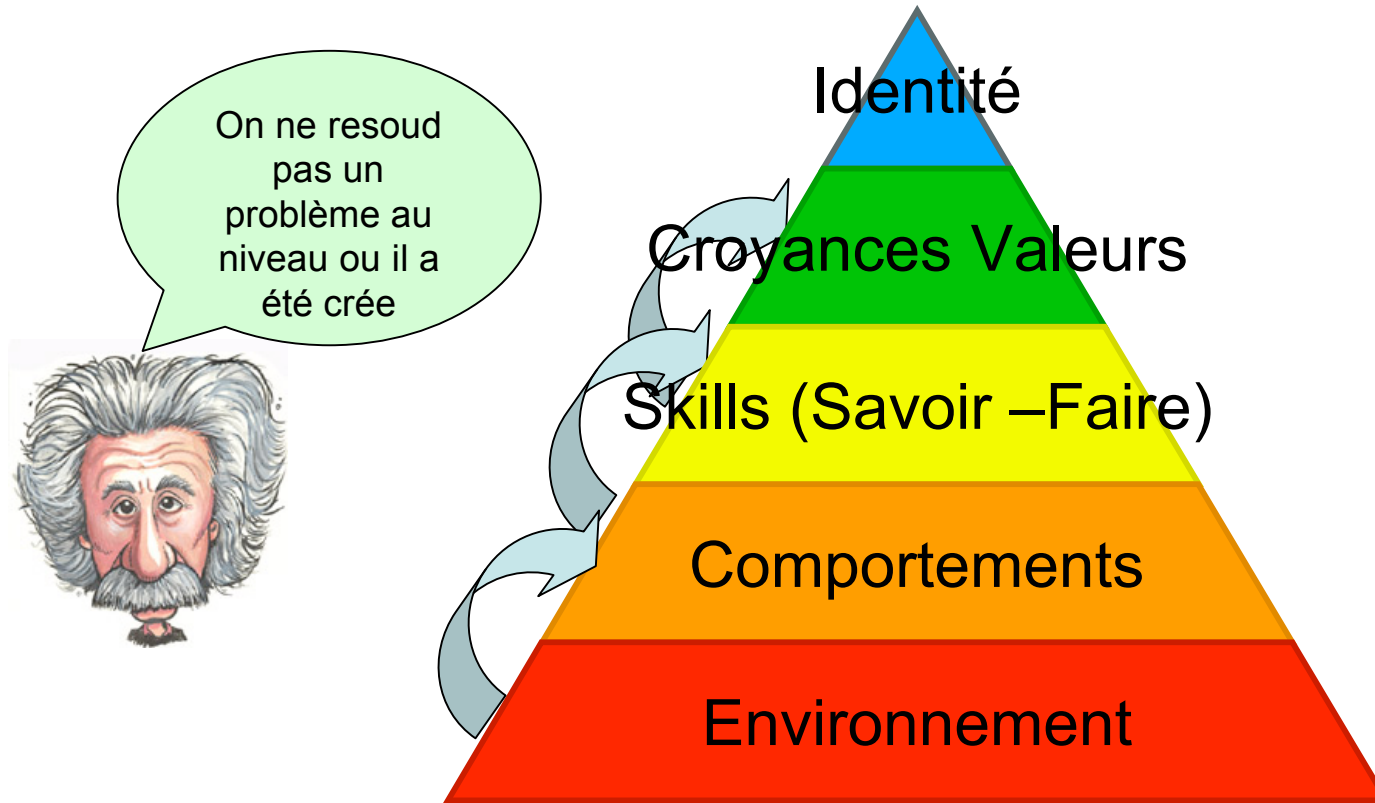 On ne resoud
pas un
problème au
niveau ou il a
été crée
Identité
Croyances Valeurs
Skills (Savoir –Faire)
Comportements
Environnement